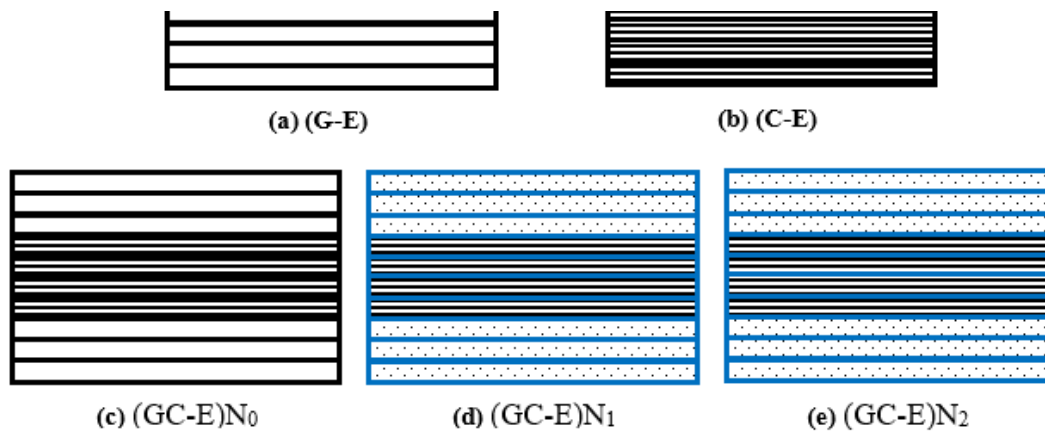 (a) (G-E)
(b) (C-E)
(c) (GC-E)N₀
(d) (GC-E)N₁
(e) (GC-E)N₂